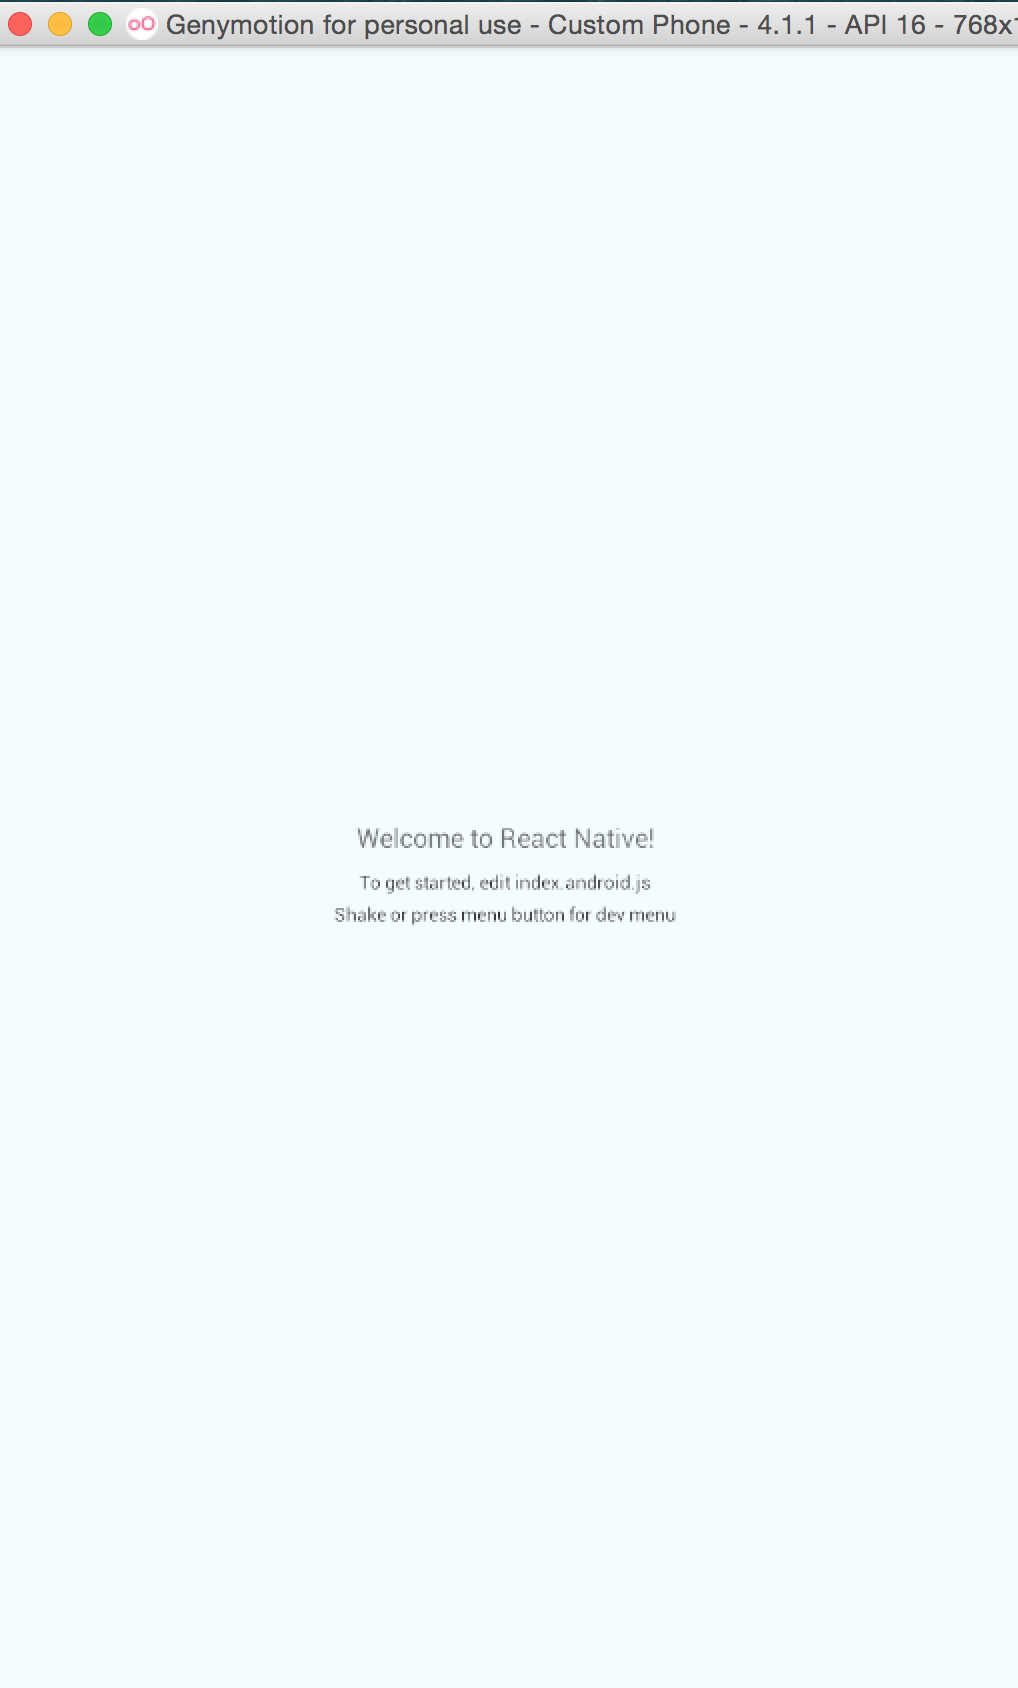 Genymotion for personal use - Custom Phone - 4.1.1 - API 16 - 768x
Welcome to React Native!
To get started, edit index.android.js
Shake or press menu button for dev menu